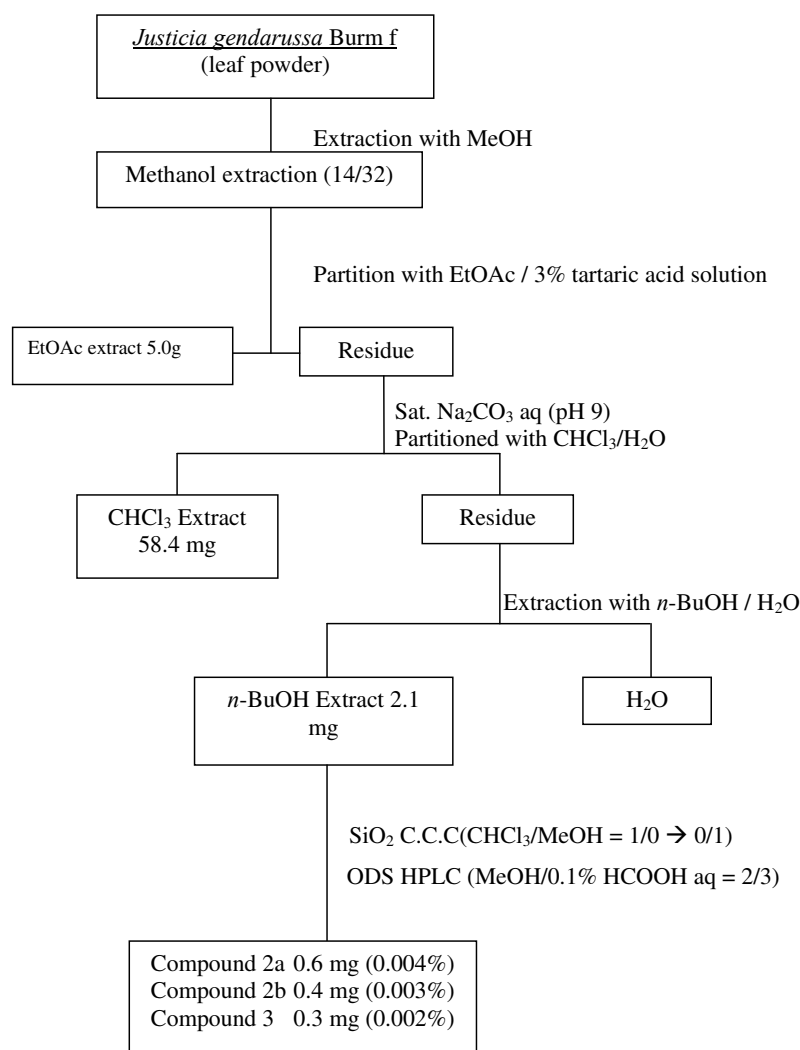 Justicia gendarussa Burm f
(leaf powder)
Extraction with MeOH
Methanol extraction (14/32)
Partition with EtOAc / 3% tartaric acid solution
EtOAc extract 5.0g
Residue
Sat. Na₂CO₃ aq (pH 9)
Partitioned with CHCl₃/H₂O
CHCl₃ Extract
58.4 mg
Residue
Extraction with n-BuOH / H₂O
n-BuOH Extract 2.1
mg
H₂O
SiO₂ C.C.C(CHCl₃/MeOH = 1/0 → 0/1)
ODS HPLC (MeOH/0.1% HCOOH aq = 2/3)
Compound 2a 0.6 mg (0.004%)
Compound 2b 0.4 mg (0.003%)
Compound 3 0.3 mg (0.002%)